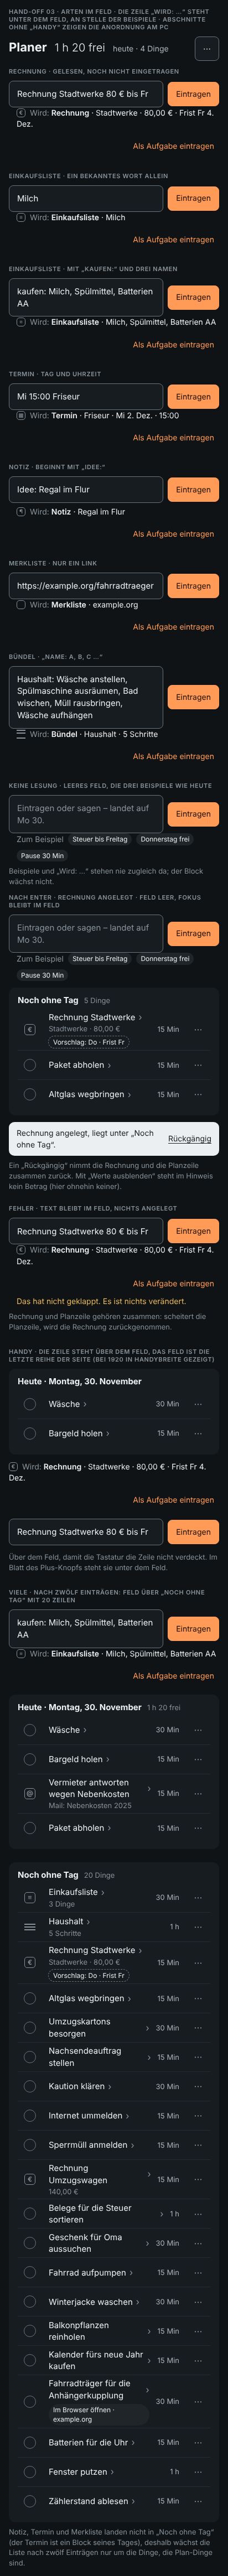 HAND-OFF 03 · ARTEN IM FELD · DIE ZEILE „WIRD: …“ STEHT
UNTER DEM FELD, AN STELLE DER BEISPIELE · ABSCHNITTE
OHNE „HANDY“ ZEIGEN DIE ANORDNUNG AM PC
Planer 1 h 20 frei heute · 4 Dinge ···
RECHNUNG · GELESEN, NOCH NICHT EINGETRAGEN
Rechnung Stadtwerke 80 € bis Fr Eintragen
€ Wird: Rechnung · Stadtwerke · 80,00 € · Frist Fr 4.
Dez.
Als Aufgabe eintragen
EINKAUFSLISTE · EIN BEKANNTES WORT ALLEIN
Milch Eintragen
Wird: Einkaufsliste · Milch
Als Aufgabe eintragen
EINKAUFSLISTE · MIT „KAUFEN:“ UND DREI NAMEN
kaufen: Milch, Spülmittel, Batterien
AA
Eintragen
Wird: Einkaufsliste · Milch, Spülmittel, Batterien AA
Als Aufgabe eintragen
TERMIN · TAG UND UHRZEIT
Mi 15:00 Friseur Eintragen
Wird: Termin · Friseur · Mi 2. Dez. · 15:00
Als Aufgabe eintragen
NOTIZ · BEGINNT MIT „IDEE:“
Idee: Regal im Flur Eintragen
Wird: Notiz · Regal im Flur
Als Aufgabe eintragen
MERKLISTE · NUR EIN LINK
https://example.org/fahrradtraeger Eintragen
Wird: Merkliste · example.org
Als Aufgabe eintragen
BÜNDEL · „NAME: A, B, C …“
Haushalt: Wäsche anstellen,
Spülmaschine ausräumen, Bad
wischen, Müll rausbringen,
Wäsche aufhängen
Eintragen
Wird: Bündel · Haushalt · 5 Schritte
Als Aufgabe eintragen
KEINE LESUNG · LEERES FELD, DIE DREI BEISPIELE WIE HEUTE
Eintragen oder sagen – landet auf
Mo 30.
Eintragen
Zum Beispiel Steuer bis Freitag Donnerstag frei
Pause 30 Min
Beispiele und „Wird: …“ stehen nie zugleich da; der Block
wächst nicht.
NACH ENTER · RECHNUNG ANGELEGT · FELD LEER, FOKUS
BLEIBT IM FELD
Eintragen oder sagen – landet auf
Mo 30.
Eintragen
Zum Beispiel Steuer bis Freitag Donnerstag frei
Pause 30 Min
Noch ohne Tag 5 Dinge
€ Rechnung Stadtwerke › 15 Min ···
Stadtwerke · 80,00 €
Vorschlag: Do · Frist Fr
Paket abholen › 15 Min ···
Altglas wegbringen › 15 Min ···
Rechnung angelegt, liegt unter „Noch
ohne Tag“.
Rückgängig
Ein „Rückgängig“ nimmt die Rechnung und die Planzeile
zusammen zurück. Mit „Werte ausblenden“ steht im Hinweis
kein Betrag (hier ohnehin keiner).
FEHLER · TEXT BLEIBT IM FELD, NICHTS ANGELEGT
Rechnung Stadtwerke 80 € bis Fr Eintragen
€ Wird: Rechnung · Stadtwerke · 80,00 € · Frist Fr 4.
Dez.
Als Aufgabe eintragen
Das hat nicht geklappt. Es ist nichts verändert.
Rechnung und Planzeile gehören zusammen: scheitert die
Planzeile, wird die Rechnung zurückgenommen.
HANDY · DIE ZEILE STEHT ÜBER DEM FELD, DAS FELD IST DIE
LETZTE REIHE DER SEITE (BEI 1920 IN HANDYBREITE GEZEIGT)
Heute · Montag, 30. November
Wäsche › 30 Min ···
Bargeld holen › 15 Min ···
€ Wird: Rechnung · Stadtwerke · 80,00 € · Frist Fr 4.
Dez.
Als Aufgabe eintragen
Rechnung Stadtwerke 80 € bis Fr Eintragen
Über dem Feld, damit die Tastatur die Zeile nicht verdeckt. Im
Blatt des Plus-Knopfs steht sie unter dem Feld.
VIELE · NACH ZWÖLF EINTRÄGEN: FELD ÜBER „NOCH OHNE
TAG“ MIT 20 ZEILEN
kaufen: Milch, Spülmittel, Batterien
AA
Eintragen
Wird: Einkaufsliste · Milch, Spülmittel, Batterien AA
Als Aufgabe eintragen
Heute · Montag, 30. November 1 h 20 frei
Wäsche › 30 Min ···
Bargeld holen › 15 Min ···
Vermieter antworten
wegen Nebenkosten › 15 Min ···
Mail: Nebenkosten 2025
Paket abholen › 15 Min ···
Noch ohne Tag 20 Dinge
Einkaufsliste › 30 Min ···
3 Dinge
Haushalt › 1 h ···
5 Schritte
€ Rechnung Stadtwerke › 15 Min ···
Stadtwerke · 80,00 €
Vorschlag: Do · Frist Fr
Altglas wegbringen › 15 Min ···
Umzugskartons
besorgen › 30 Min ···
Nachsendeauftrag
stellen › 15 Min ···
Kaution klären › 30 Min ···
Internet ummelden › 15 Min ···
Sperrmüll anmelden › 15 Min ···
€ Rechnung
Umzugswagen › 15 Min ···
140,00 €
Belege für die Steuer
sortieren › 1 h ···
Geschenk für Oma
aussuchen › 30 Min ···
Fahrrad aufpumpen › 15 Min ···
Winterjacke waschen › 30 Min ···
Balkonpflanzen
reinholen › 15 Min ···
Kalender fürs neue Jahr
kaufen › 15 Min ···
Fahrradträger für die
Anhängerkupplung › 30 Min ···
Im Browser öffnen ·
example.org
Batterien für die Uhr › 15 Min ···
Fenster putzen › 1 h ···
Zählerstand ablesen › 15 Min ···
Notiz, Termin und Merkliste landen nicht in „Noch ohne Tag“
(der Termin ist ein Block seines Tages), deshalb wächst die
Liste nach zwölf Einträgen nur um die Dinge, die Plan-Dinge
sind.